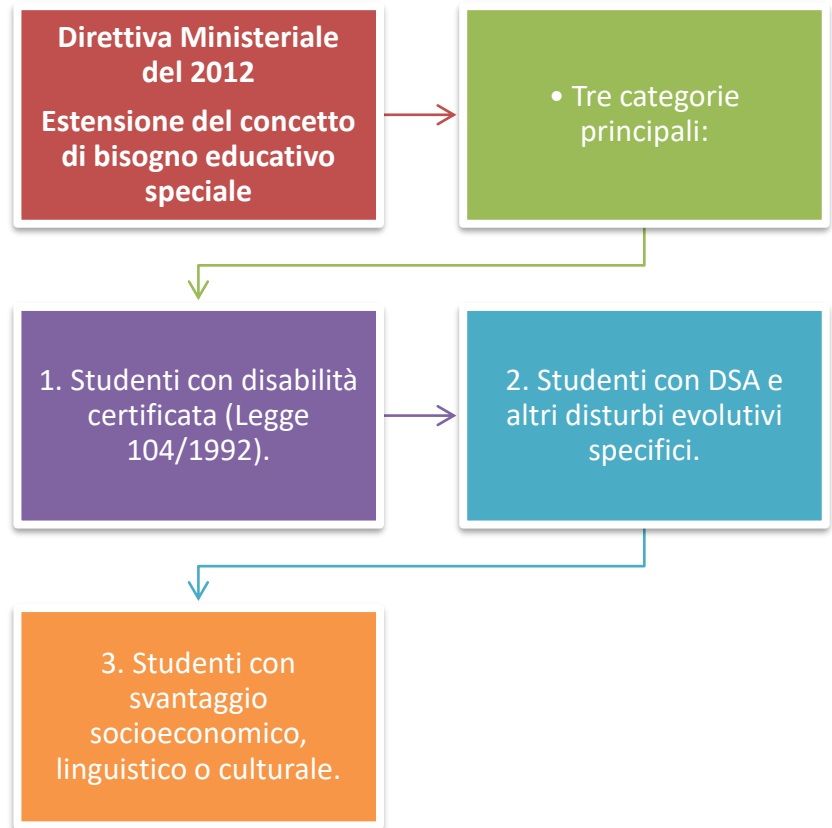 Direttiva Ministeriale
del 2012
Estensione del concetto
di bisogno educativo
speciale
• Tre categorie
principali:
1. Studenti con disabilità
certificata (Legge
104/1992).
2. Studenti con DSA e
altri disturbi evolutivi
specifici.
3. Studenti con
svantaggio
socioeconomico,
linguistico o culturale.